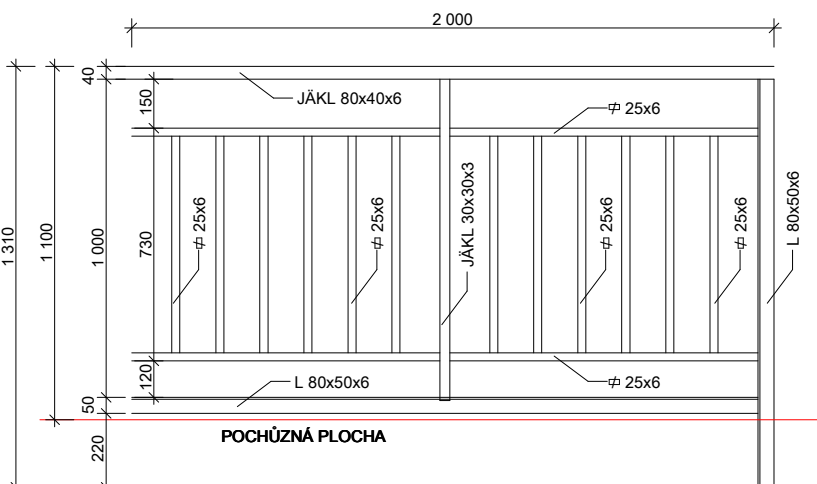 2 000
40
150
JÄKL 80x40x6
25x6
25x6
25x6
JÄKL 30x30x3
25x6
25x6
L 80x50x6
1 310
1 100
1 000
730
120
L 80x50x6
25x6
50
POCHŮZNÁ PLOCHA
220